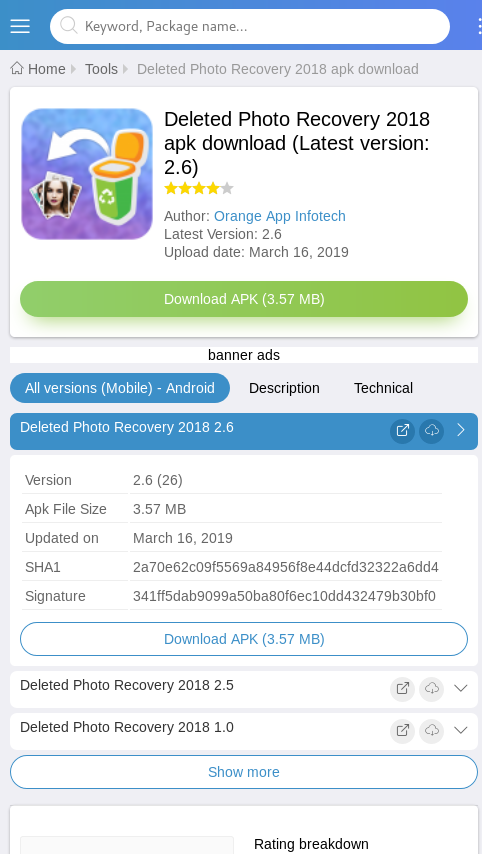 Keyword, Package name...
Home Tools Deleted Photo Recovery 2018 apk download
Deleted Photo Recovery 2018
apk download (Latest version:
2.6)
Author: Orange App Infotech
Latest Version: 2.6
Upload date: March 16, 2019
Download APK (3.57 MB)
banner ads
All versions (Mobile) - Android Description Technical
Deleted Photo Recovery 2018 2.6
Version 2.6 (26)
Apk File Size 3.57 MB
Updated on March 16, 2019
SHA1 2a70e62c09f5569a84956f8e44dcfd32322a6dd4
Signature 341ff5dab9099a50ba80f6ec10dd432479b30bf0
Download APK (3.57 MB)
Deleted Photo Recovery 2018 2.5
Deleted Photo Recovery 2018 1.0
Show more
Rating breakdown